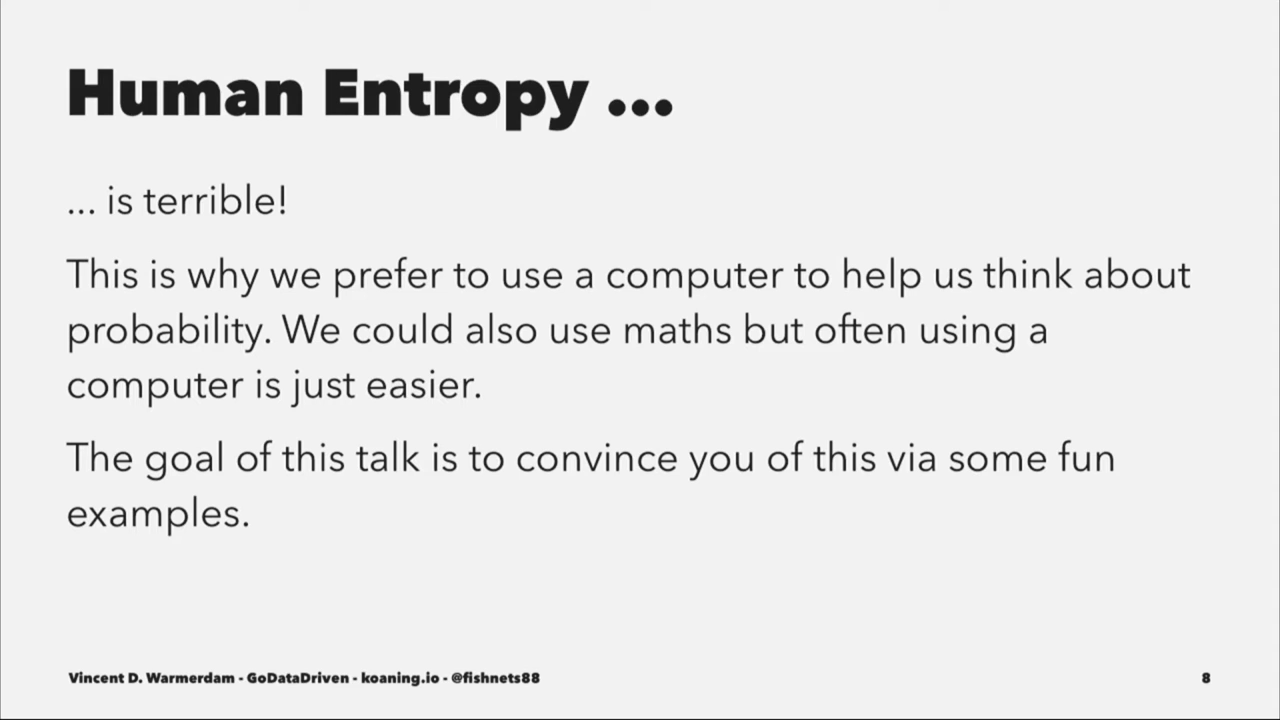 Human Entropy ...
... is terrible!
This is why we prefer to use a computer to help us think about
probability. We could also use maths but often using a
computer is just easier.
The goal of this talk is to convince you of this via some fun
examples.
Vincent D. Warmerdam - GoDataDriven - koaning.io - @fishnets88
8